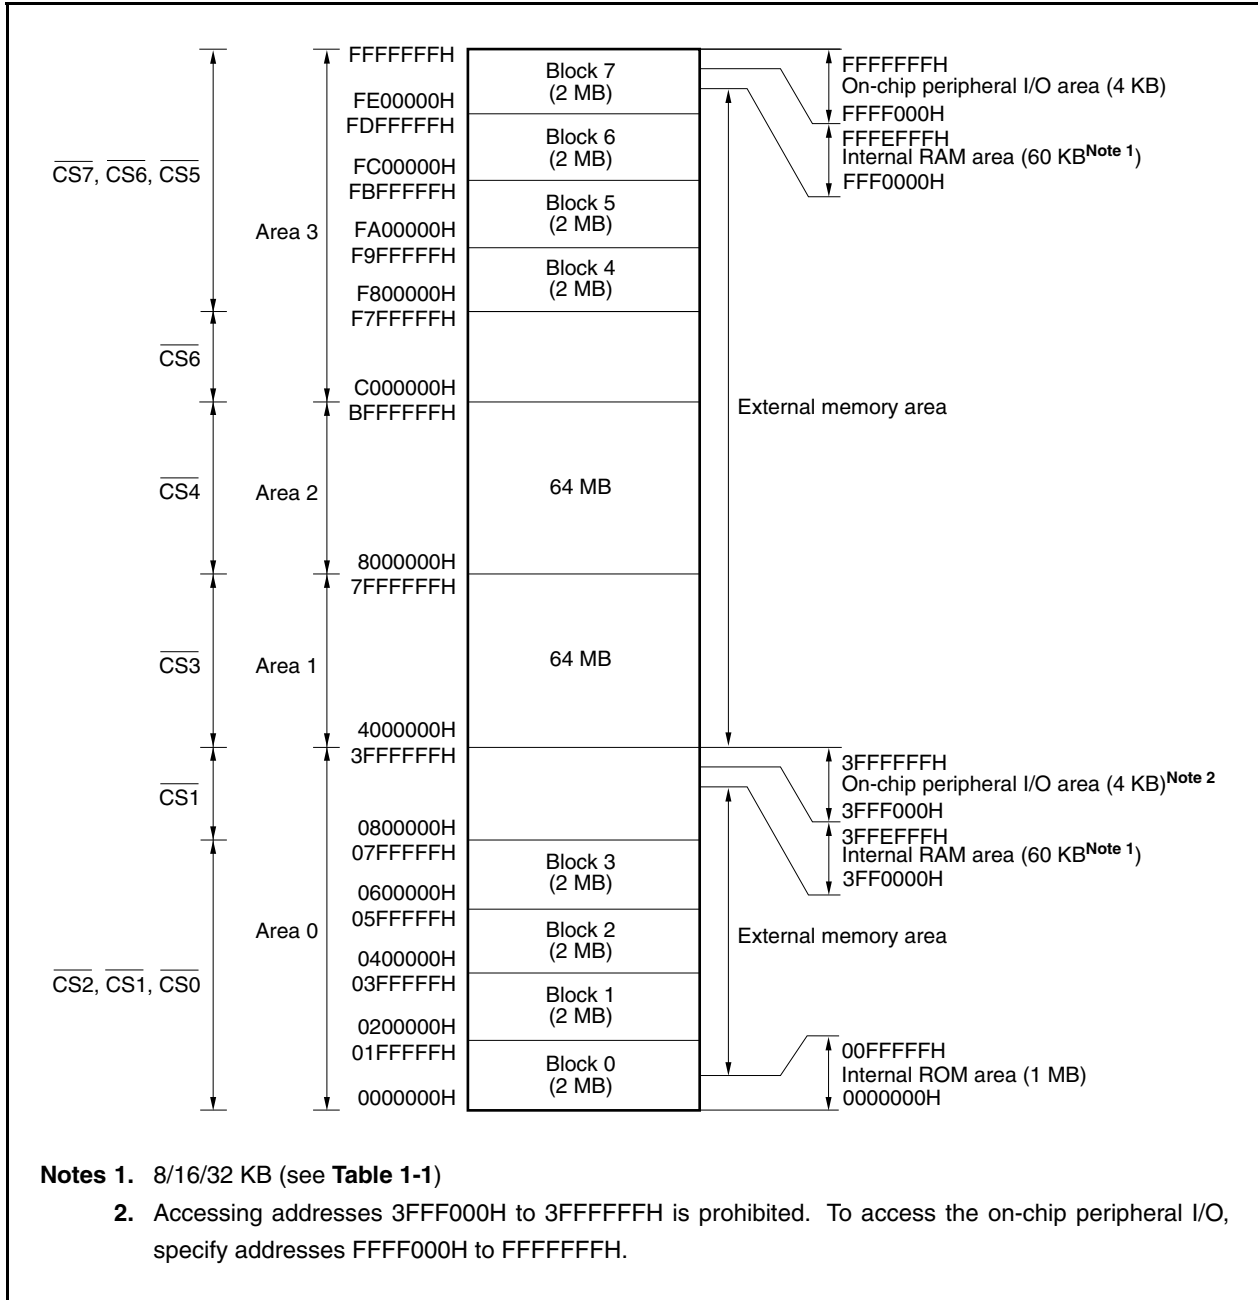 FFFFFFFH
Block 7
(2 MB)
FE00000H
FDFFFFFH
Block 6
(2 MB)
FC00000H
FBFFFFFH
Block 5
(2 MB)
FA00000H
F9FFFFFH
Block 4
(2 MB)
F800000H
F7FFFFFH
C000000H
BFFFFFFH
64 MB
8000000H
7FFFFFFH
64 MB
4000000H
3FFFFFFH
0800000H
07FFFFFH
Block 3
(2 MB)
0600000H
05FFFFFH
Block 2
(2 MB)
0400000H
03FFFFFH
Block 1
(2 MB)
0200000H
01FFFFFH
Block 0
(2 MB)
0000000H
CS7, CS6, CS5
CS6
CS4
CS3
CS1
CS2, CS1, CS0
Area 3
Area 2
Area 1
Area 0
FFFFFFFH
On-chip peripheral I/O area (4 KB)
FFFF000H
FFFEFFFH
Internal RAM area (60 KBNote 1)
FFF0000H
External memory area
3FFFFFFH
On-chip peripheral I/O area (4 KB)Note 2
3FFF000H
3FFEFFFH
Internal RAM area (60 KBNote 1)
3FF0000H
External memory area
00FFFFFH
Internal ROM area (1 MB)
0000000H
Notes 1. 8/16/32 KB (see Table 1-1)
2. Accessing addresses 3FFF000H to 3FFFFFFH is prohibited. To access the on-chip peripheral I/O,
specify addresses FFFF000H to FFFFFFFH.